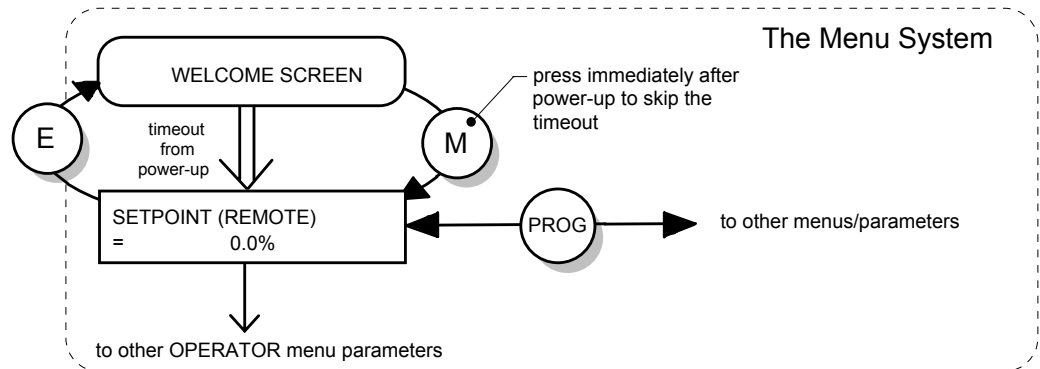 The Menu System
WELCOME SCREEN
press immediately after
power-up to skip the
timeout
E
timeout
from
power-up
M
SETPOINT (REMOTE)
= 0.0%
PROG
to other menus/parameters
to other OPERATOR menu parameters